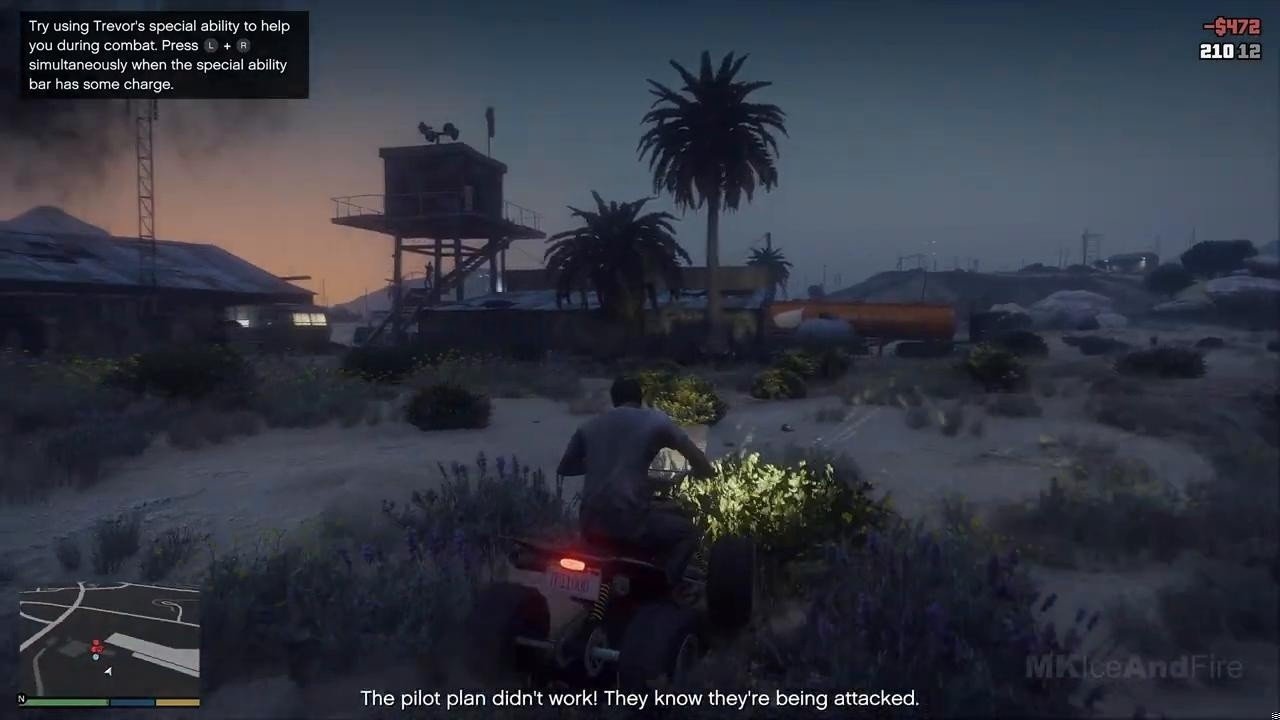 Try using Trevor's special ability to help
you during combat. Press L + R
simultaneously when the special ability
bar has some charge.
-$472
210 12
N
MKIceAndFire
The pilot plan didn't work! They know they're being attacked.